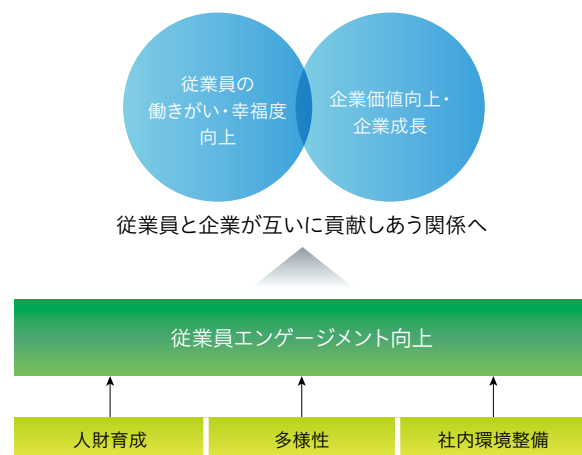 従業員の
働きがい・幸福度
向上
企業価値向上・
企業成長
従業員と企業が互いに貢献しあう関係へ
従業員エンゲージメント向上
人財育成
多様性
社内環境整備